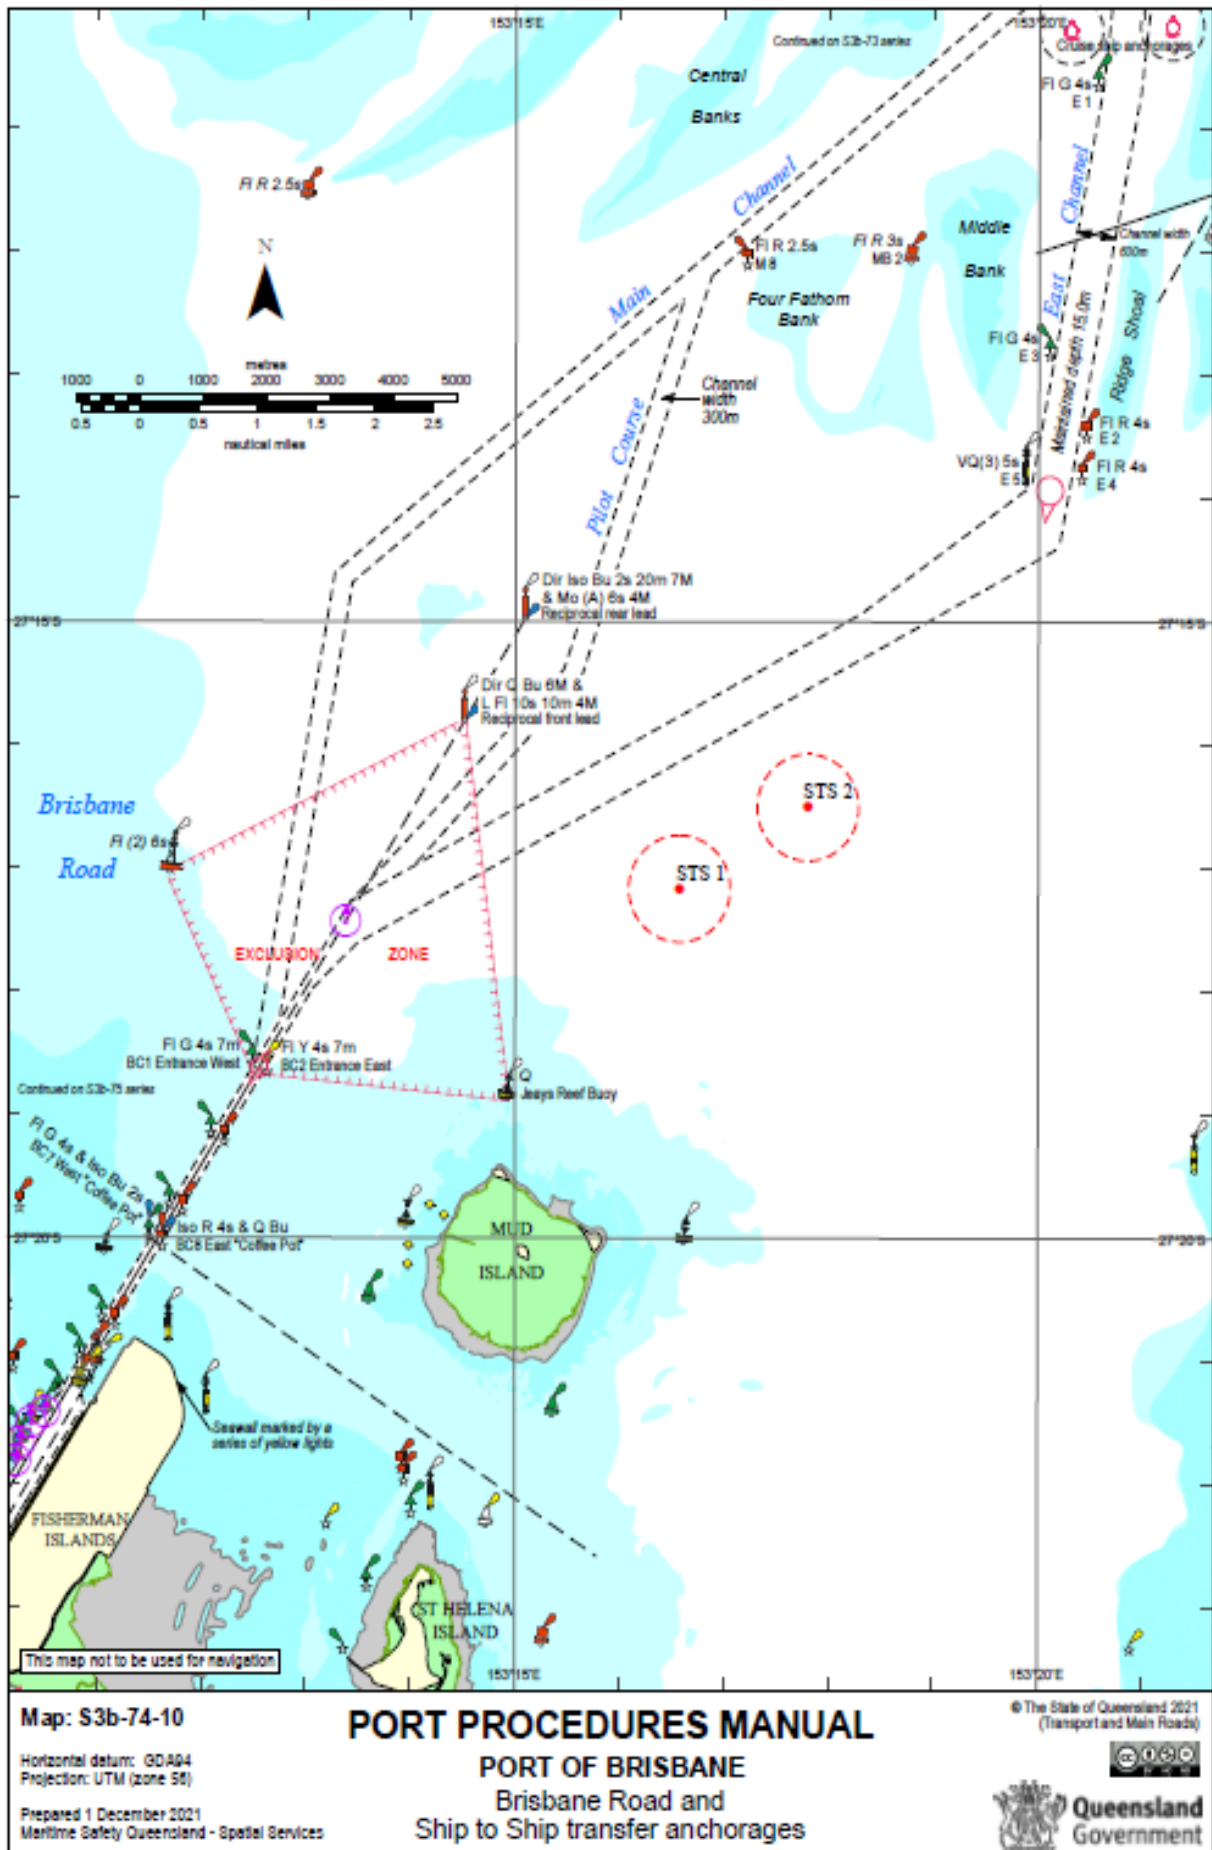 153°15'E
153°20'E
Continued on S3b-73 series
Cruise ship anchorages
Central
Banks
Fl G 4s
E 1
Fl R 2.5s
N
Main
Channel
Fl R 2.5s
M 8
Fl R 3s
MB 2
Middle
Bank
East
Channel
Channel width
600m
Four Fathom
Bank
Fl G 4s
E 3
Maintained depth 15.0m
Ridge Shoal
metres
1000 0 1000 2000 3000 4000 5000
0.5 0 0.5 1 1.5 2 2.5
nautical miles
Channel
width
300m
Pilot
Course
Fl R 4s
E 2
VQ(3) 5s
E 5
Fl R 4s
E 4
Dir Iso Bu 2s 20m 7M
& Mo (A) 6s 4M
Reciprocal rear lead
27°15'S
27°15'S
Dir Q Bu 6M &
L Fl 10s 10m 4M
Reciprocal front lead
Brisbane
Road
Fl (2) 6s
STS 2
STS 1
EXCLUSION ZONE
Fl G 4s 7m
BC1 Entrance West
Fl Y 4s 7m
BC2 Entrance East
Continued on S3b-75 series
Q
Jeays Reef Buoy
Fl G 4s & Iso Bu 2s
BC7 West "Coffee Pot"
Iso R 4s & Q Bu
BC8 East "Coffee Pot"
27°20'S
27°20'S
MUD
ISLAND
Seawall marked by a
series of yellow lights
FISHERMAN
ISLANDS
ST HELENA
ISLAND
This map not to be used for navigation
153°15'E
153°20'E
Map: S3b-74-10
Horizontal datum: GDA94
Projection: UTM (zone 56)
Prepared 1 December 2021
Maritime Safety Queensland - Spatial Services
PORT PROCEDURES MANUAL
PORT OF BRISBANE
Brisbane Road and
Ship to Ship transfer anchorages
© The State of Queensland 2021
(Transport and Main Roads)
Queensland
Government